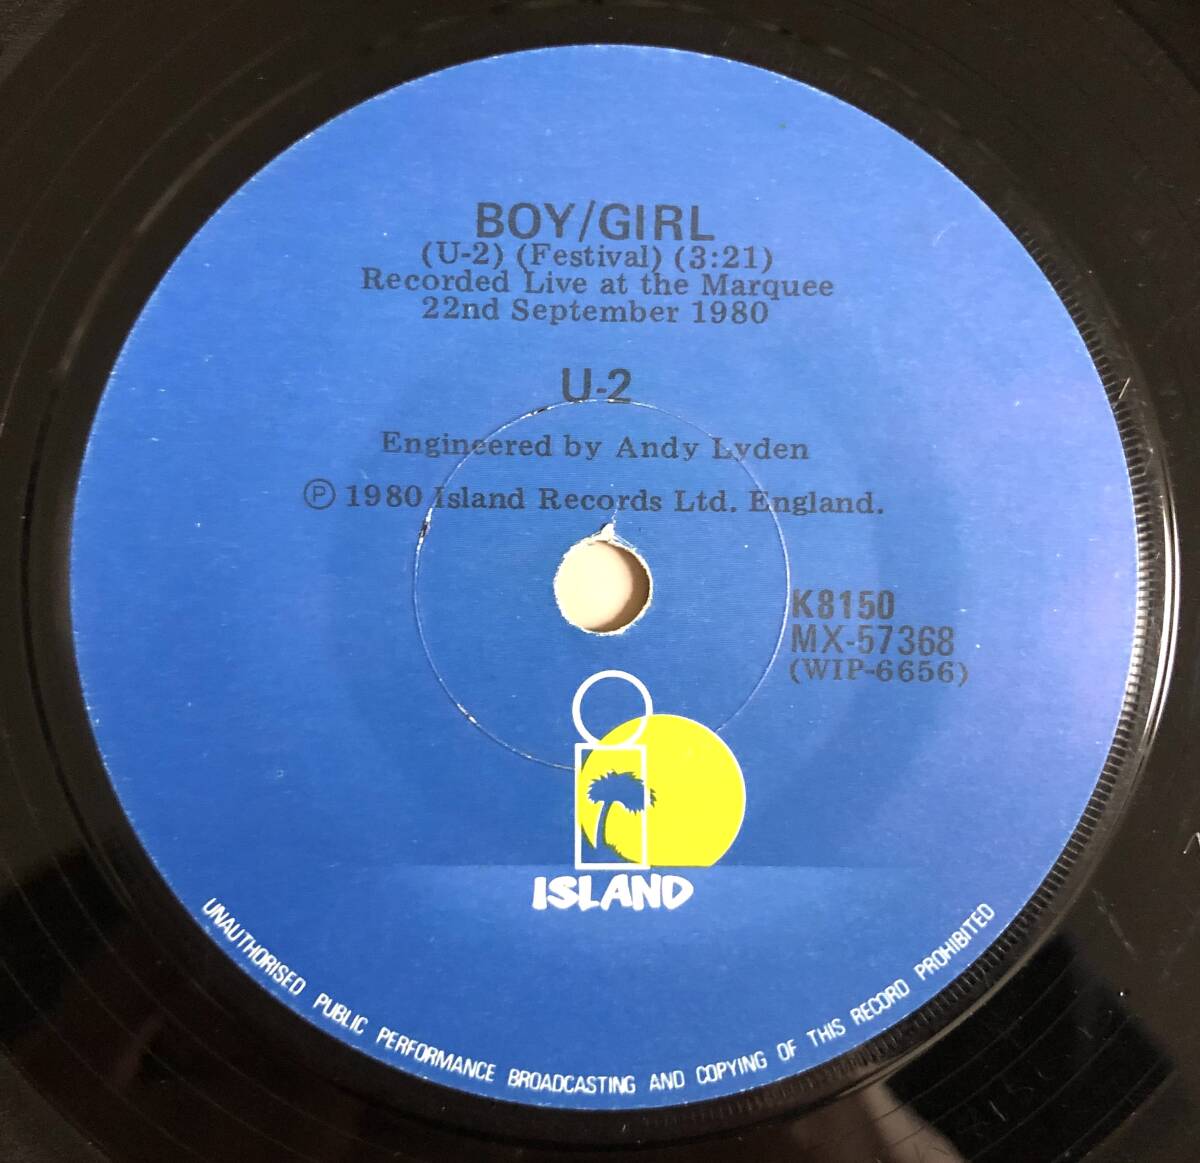 BOY/GIRL
(U-2) (Festival) (3:21)
Recorded Live at the Marquee
22nd September 1980
U-2
Engineered by Andy Lyden
Ⓟ 1980 Island Records Ltd. England.
K8150
MX-57368
(WIP-6656)
ISLAND
UNAUTHORISED PUBLIC PERFORMANCE BROADCASTING AND COPYING OF THIS RECORD PROHIBITED